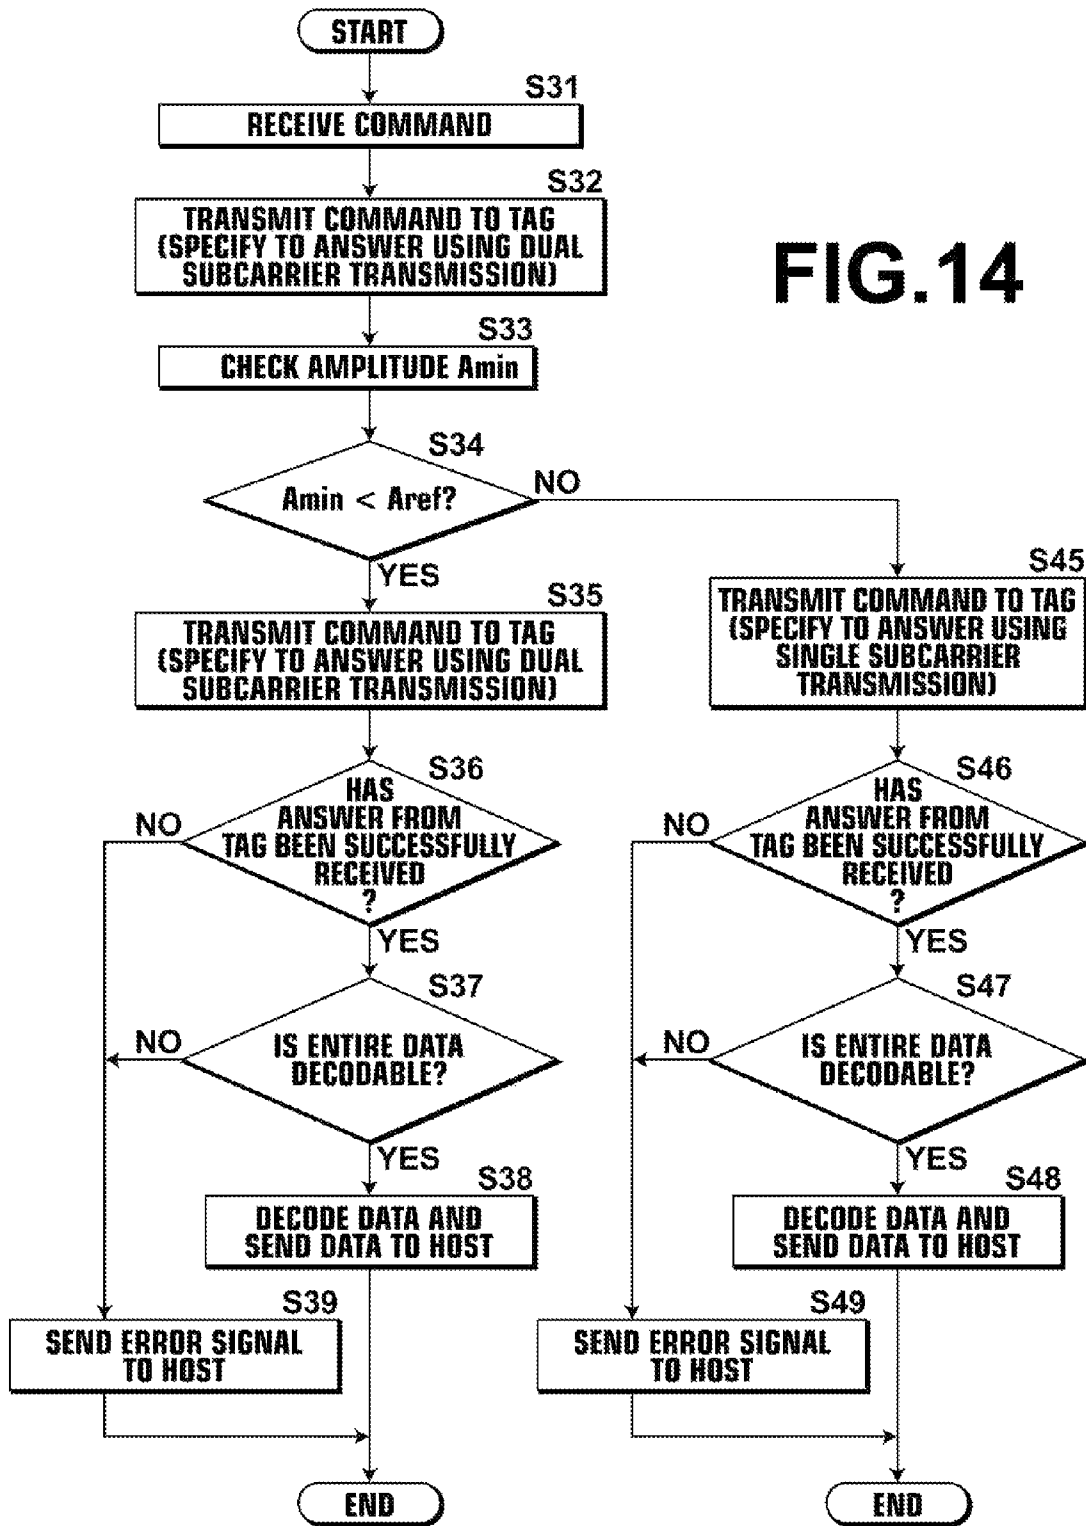 START
S31
RECEIVE COMMAND
S32
TRANSMIT COMMAND TO TAG
(SPECIFY TO ANSWER USING DUAL
SUBCARRIER TRANSMISSION)
FIG.14
S33
CHECK AMPLITUDE Amin
S34
Amin < Aref?
NO
YES
S35
TRANSMIT COMMAND TO TAG
(SPECIFY TO ANSWER USING DUAL
SUBCARRIER TRANSMISSION)
S36
HAS
ANSWER FROM
TAG BEEN SUCCESSFULLY
RECEIVED
?
NO
YES
S37
IS ENTIRE DATA
DECODABLE?
NO
YES
S38
DECODE DATA AND
SEND DATA TO HOST
S39
SEND ERROR SIGNAL
TO HOST
END
S45
TRANSMIT COMMAND TO TAG
(SPECIFY TO ANSWER USING
SINGLE SUBCARRIER
TRANSMISSION)
S46
HAS
ANSWER FROM
TAG BEEN SUCCESSFULLY
RECEIVED
?
NO
YES
S47
IS ENTIRE DATA
DECODABLE?
NO
YES
S48
DECODE DATA AND
SEND DATA TO HOST
S49
SEND ERROR SIGNAL
TO HOST
END